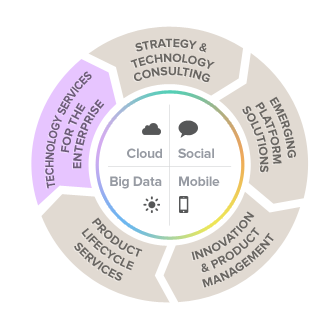 STRATEGY &
TECHNOLOGY
CONSULTING
EMERGING
PLATFORM
SOLUTIONS
INNOVATION
& PRODUCT
MANAGEMENT
PRODUCT
LIFECYCLE
SERVICES
TECHNOLOGY SERVICES
FOR THE
ENTERPRISE
Cloud
Social
Big Data
Mobile